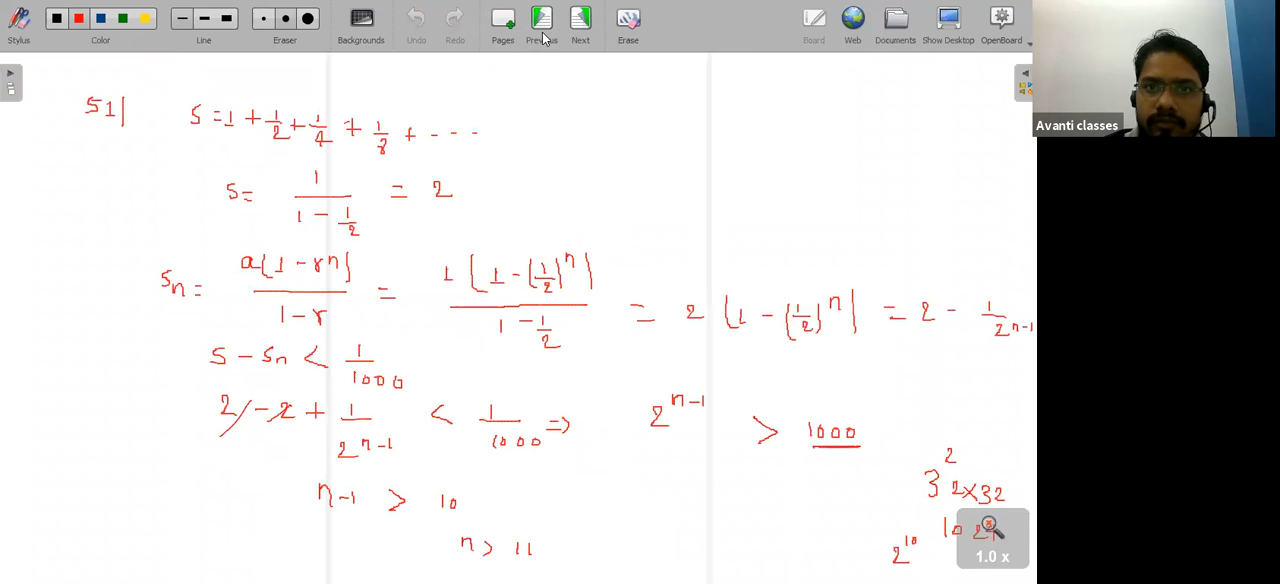 Stylus Color Line Eraser Backgrounds Undo Redo Pages Previous Next Erase Board Web Documents Show Desktop OpenBoard
Avanti classes
51| S = 1 + 1/2 + 1/4 + 1/8 + - - -
S = 1/(1 - 1/2) = 2
Sn = a(1 - r^n)/(1 - r) = 1(1 - (1/2)^n)/(1 - 1/2) = 2(1 - (1/2)^n) = 2 - 1/2^(n-1)
S - Sn < 1/1000
2 - 2 + 1/2^(n-1) < 1/1000 => 2^(n-1) > 1000
2
32 x 32
n-1 > 10
n > 11
2^10
1.0 x